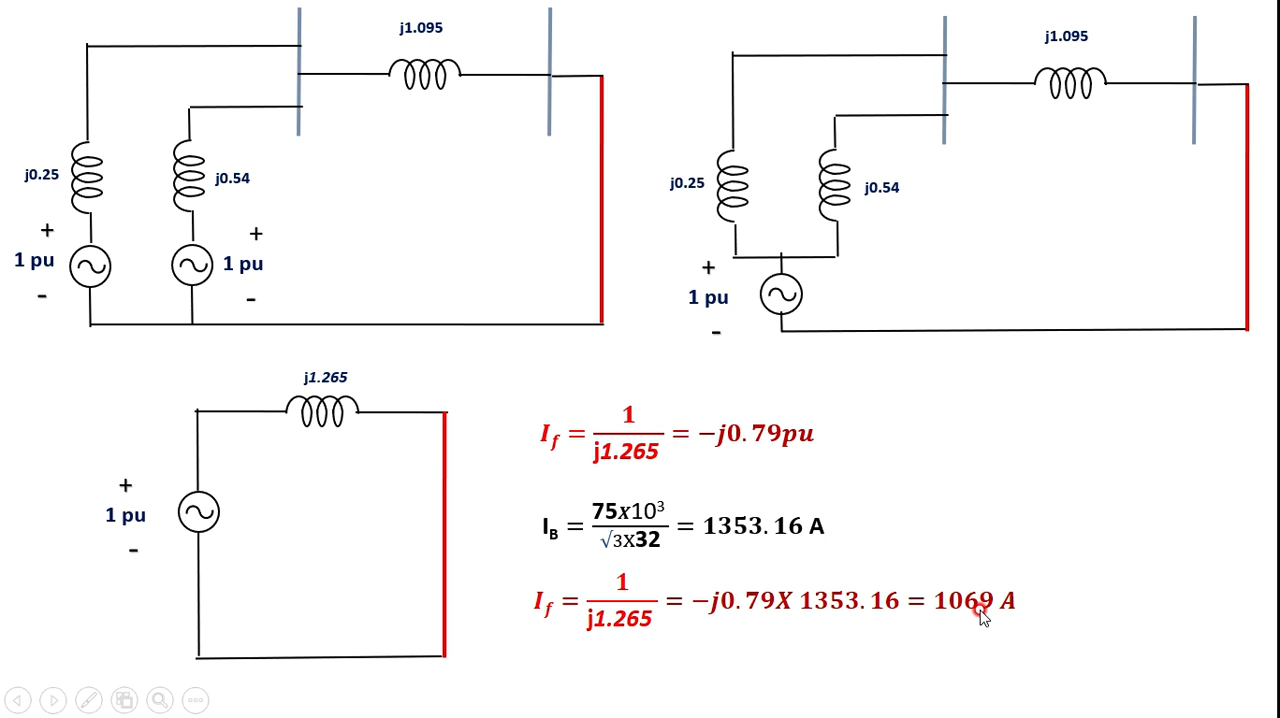 j1.095
j0.25
j0.54
+
1 pu
-
+
1 pu
-
j1.095
j0.25
j0.54
+
1 pu
-
j1.265
+
1 pu
-
I_f = 1/j1.265 = −j0.79pu
I_B = 75x10^3/√3X32 = 1353.16 A
I_f = 1/j1.265 = −j0.79X 1353.16 = 1069 A